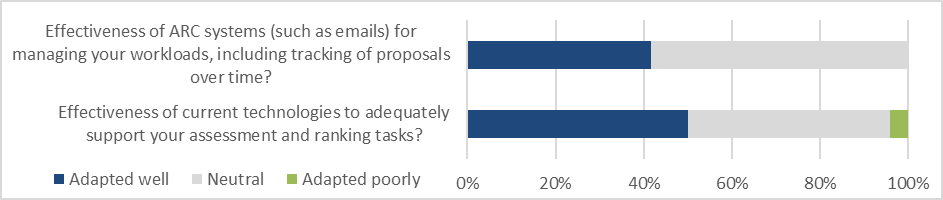 Effectiveness of ARC systems (such as emails) for
managing your workloads, including tracking of proposals
over time?
Effectiveness of current technologies to adequately
support your assessment and ranking tasks?
Adapted well Neutral Adapted poorly
0% 20% 40% 60% 80% 100%